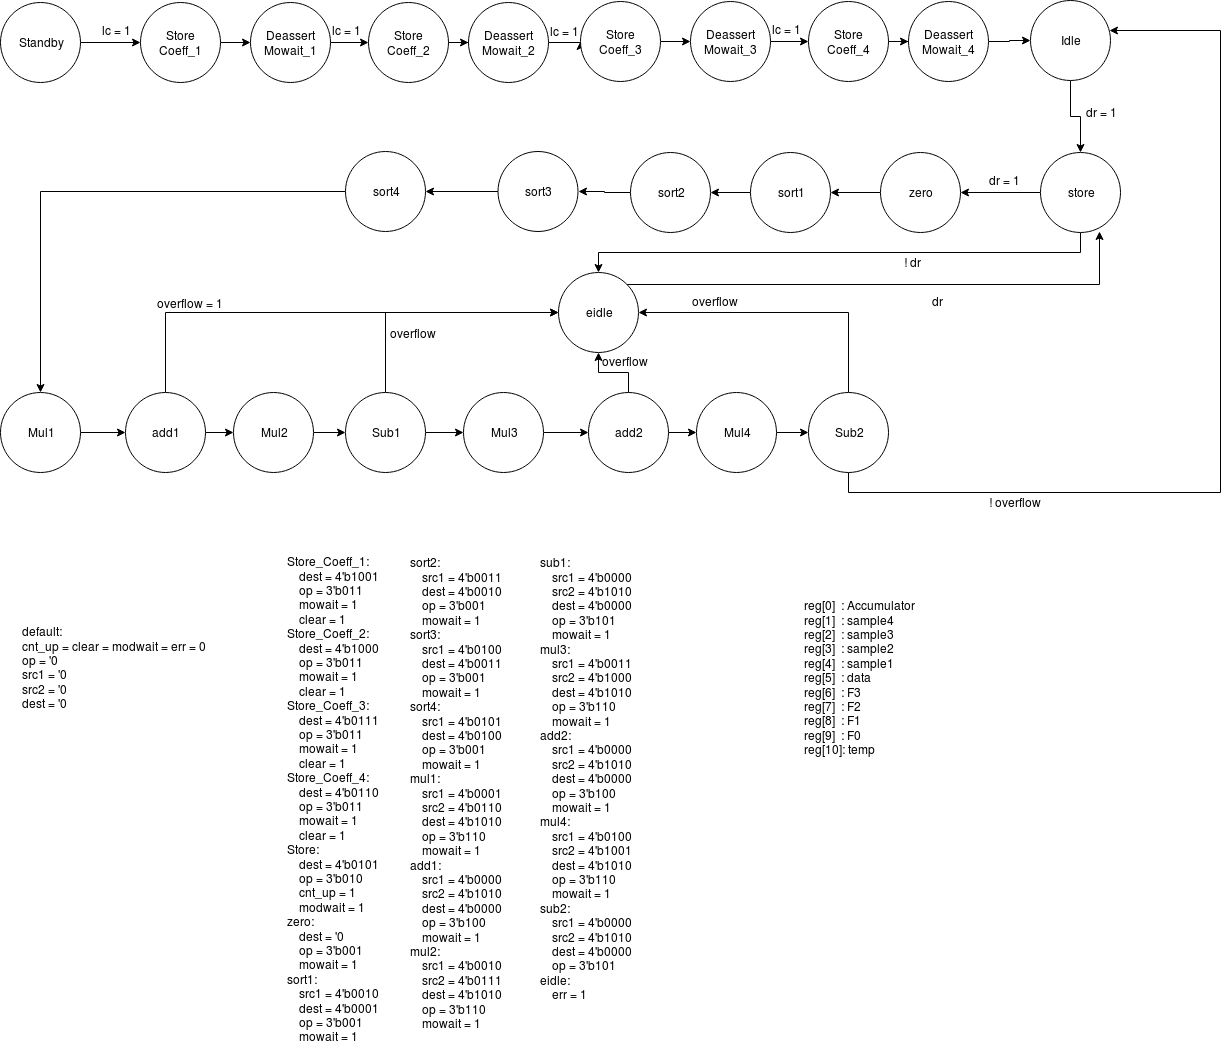 lc = 1
lc = 1
lc = 1
lc = 1
Standby
Store
Coeff_1
Deassert
Mowait_1
Store
Coeff_2
Deassert
Mowait_2
Store
Coeff_3
Deassert
Mowait_3
Store
Coeff_4
Deassert
Mowait_4
Idle
dr = 1
sort4
sort3
sort2
sort1
zero
dr = 1
store
! dr
eidle
dr
overflow = 1
overflow
overflow
overflow
Mul1
add1
Mul2
Sub1
Mul3
add2
Mul4
Sub2
! overflow
default:
cnt_up = clear = modwait = err = 0
op = '0
src1 = '0
src2 = '0
dest = '0
Store_Coeff_1:
dest = 4'b1001
op = 3'b011
mowait = 1
clear = 1
Store_Coeff_2:
dest = 4'b1000
op = 3'b011
mowait = 1
clear = 1
Store_Coeff_3:
dest = 4'b0111
op = 3'b011
mowait = 1
clear = 1
Store_Coeff_4:
dest = 4'b0110
op = 3'b011
mowait = 1
clear = 1
Store:
dest = 4'b0101
op = 3'b010
cnt_up = 1
modwait = 1
zero:
dest = '0
op = 3'b001
mowait = 1
sort1:
src1 = 4'b0010
dest = 4'b0001
op = 3'b001
mowait = 1
sort2:
src1 = 4'b0011
dest = 4'b0010
op = 3'b001
mowait = 1
sort3:
src1 = 4'b0100
dest = 4'b0011
op = 3'b001
mowait = 1
sort4:
src1 = 4'b0101
dest = 4'b0100
op = 3'b001
mowait = 1
mul1:
src1 = 4'b0001
src2 = 4'b0110
dest = 4'b1010
op = 3'b110
mowait = 1
add1:
src1 = 4'b0000
src2 = 4'b1010
dest = 4'b0000
op = 3'b100
mowait = 1
mul2:
src1 = 4'b0010
src2 = 4'b0111
dest = 4'b1010
op = 3'b110
mowait = 1
sub1:
src1 = 4'b0000
src2 = 4'b1010
dest = 4'b0000
op = 3'b101
mowait = 1
mul3:
src1 = 4'b0011
src2 = 4'b1000
dest = 4'b1010
op = 3'b110
mowait = 1
add2:
src1 = 4'b0000
src2 = 4'b1010
dest = 4'b0000
op = 3'b100
mowait = 1
mul4:
src1 = 4'b0100
src2 = 4'b1001
dest = 4'b1010
op = 3'b110
mowait = 1
sub2:
src1 = 4'b0000
src2 = 4'b1010
dest = 4'b0000
op = 3'b101
eidle:
err = 1
reg[0] : Accumulator
reg[1] : sample4
reg[2] : sample3
reg[3] : sample2
reg[4] : sample1
reg[5] : data
reg[6] : F3
reg[7] : F2
reg[8] : F1
reg[9] : F0
reg[10]: temp